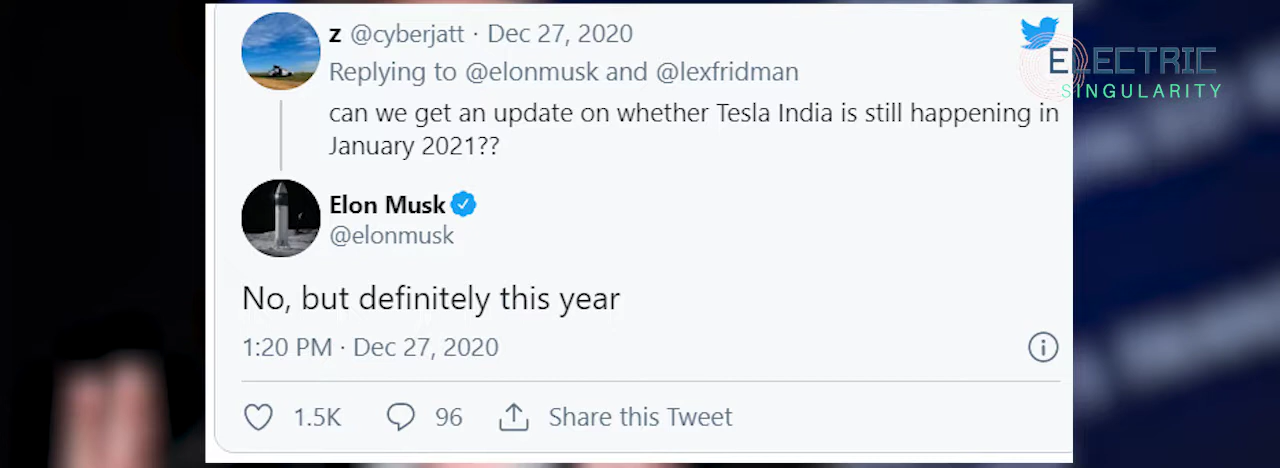 z @cyberjatt · Dec 27, 2020
ELECTRIC
SINGULARITY
Replying to @elonmusk and @lexfridman
can we get an update on whether Tesla India is still happening in
January 2021??
Elon Musk
@elonmusk
No, but definitely this year
1:20 PM · Dec 27, 2020
1.5K 96 Share this Tweet